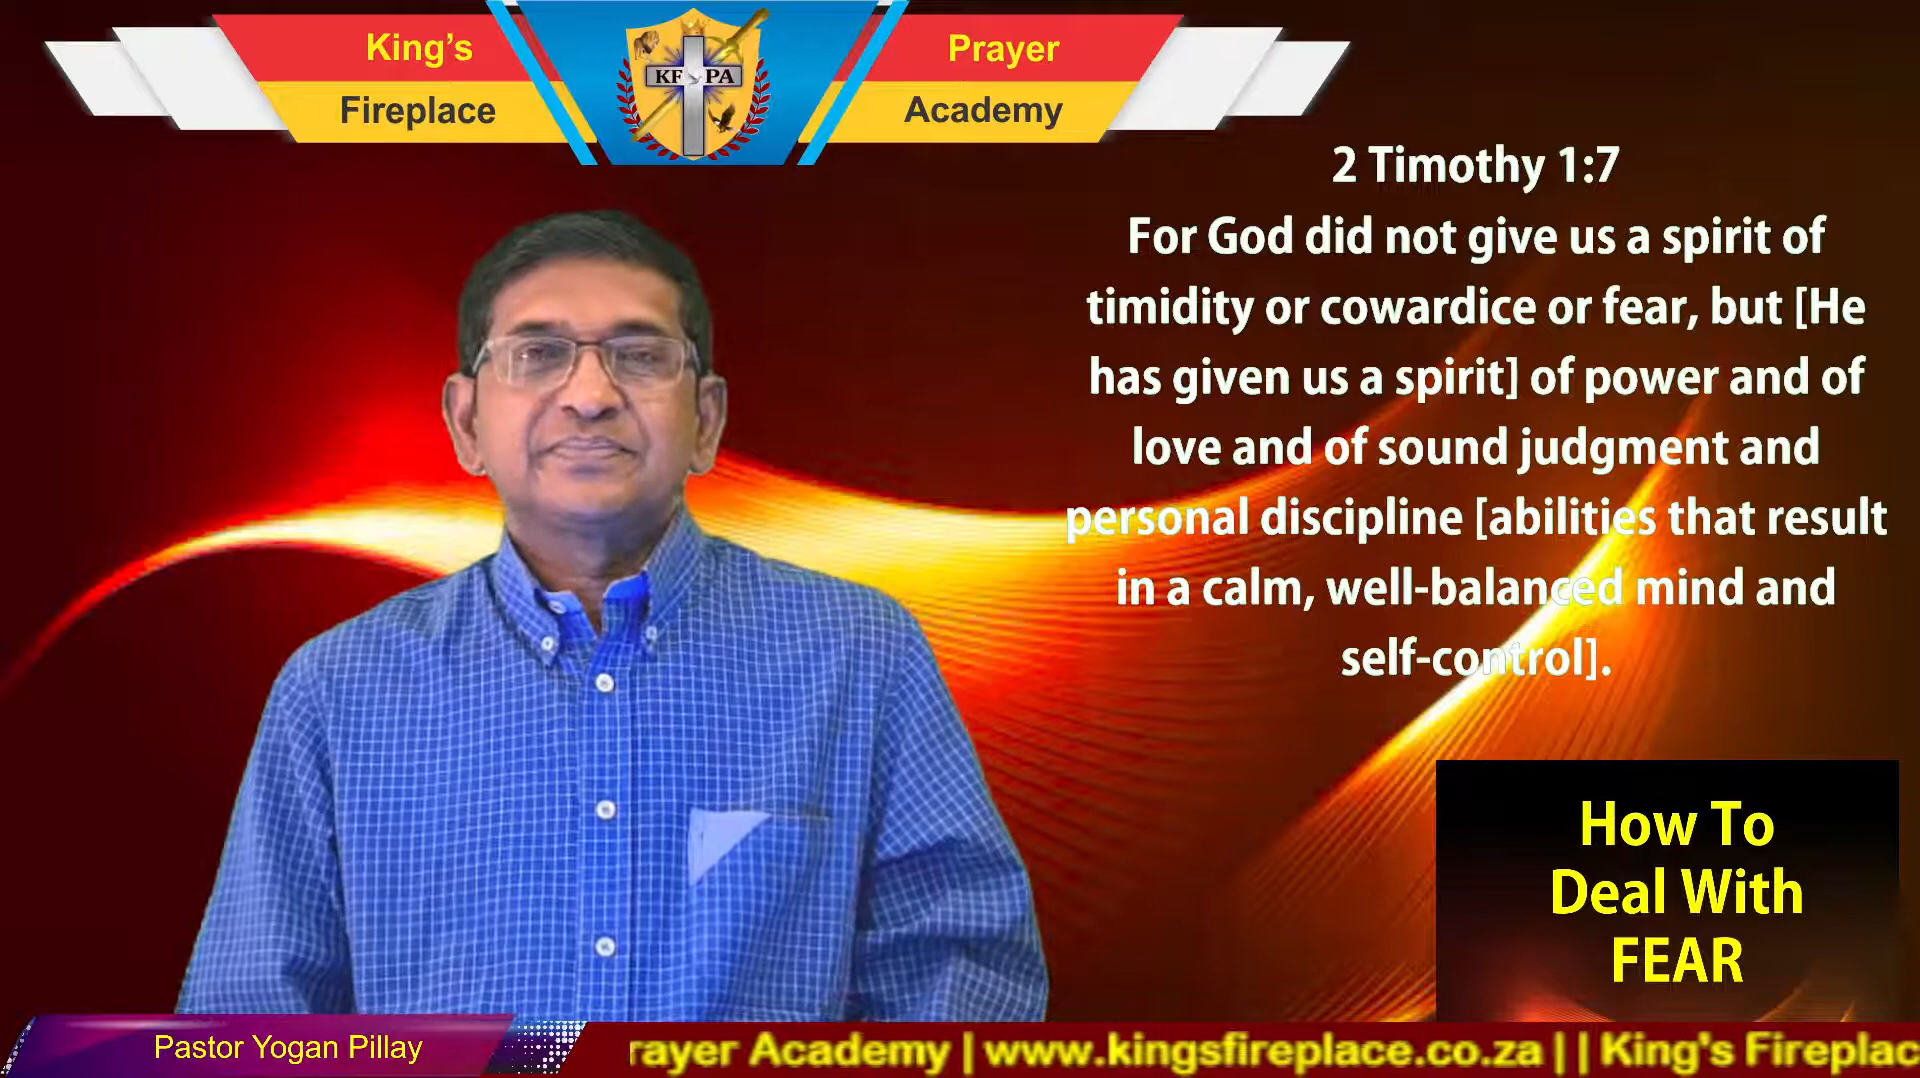 King's
Fireplace
KF PA
Prayer
Academy
2 Timothy 1:7
For God did not give us a spirit of
timidity or cowardice or fear, but [He
has given us a spirit] of power and of
love and of sound judgment and
personal discipline [abilities that result
in a calm, well-balanced mind and
self-control].
How To
Deal With
FEAR
Pastor Yogan Pillay
rayer Academy | www.kingsfireplace.co.za | | King's Fireplac